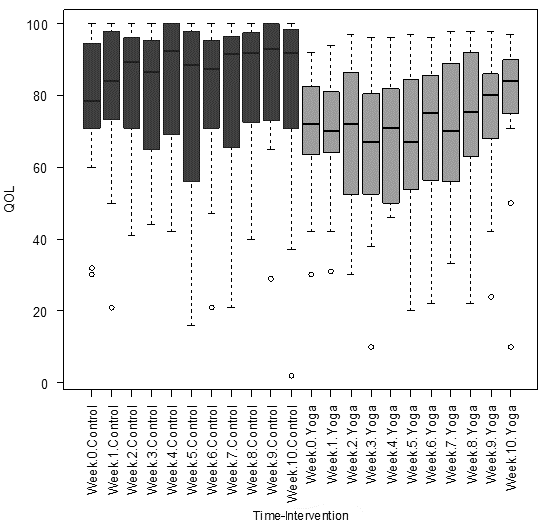 100
80
60
40
20
0
QOL
Week.0.Control
Week.1.Control
Week.2.Control
Week.3.Control
Week.4.Control
Week.5.Control
Week.6.Control
Week.7.Control
Week.8.Control
Week.9.Control
Week.10.Control
Week.0.Yoga
Week.1.Yoga
Week.2.Yoga
Week.3.Yoga
Week.4.Yoga
Week.5.Yoga
Week.6.Yoga
Week.7.Yoga
Week.8.Yoga
Week.9.Yoga
Week.10.Yoga
Time-Intervention